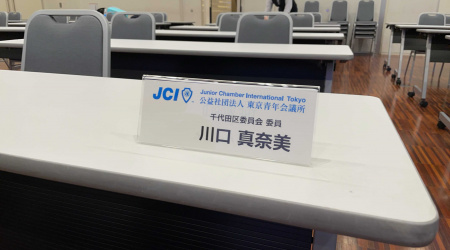 JCI Junior Chamber International Tokyo
公益社団法人 東京青年会議所
千代田区委員会 委員
川口 真奈美